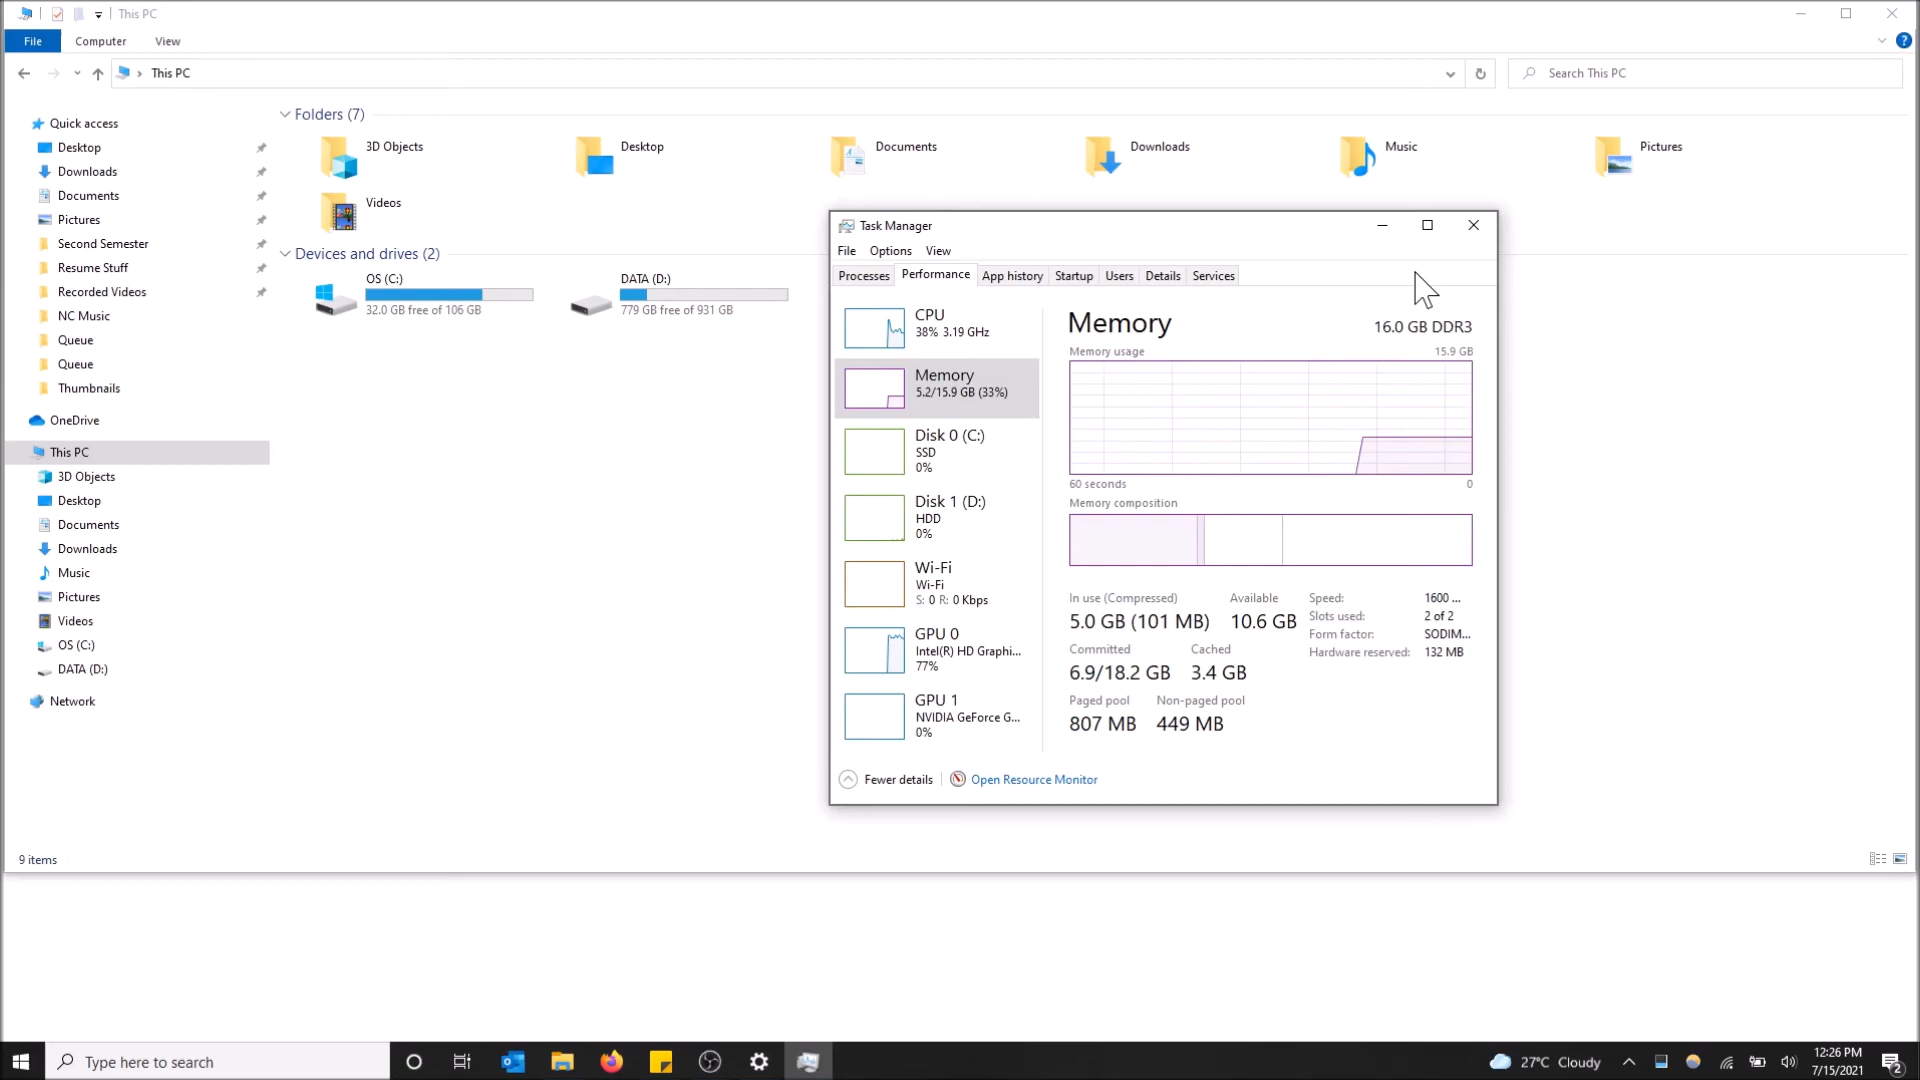 This PC
File
Computer
View
This PC
Search This PC
Quick access
Desktop
Downloads
Documents
Pictures
Second Semester
Resume Stuff
Recorded Videos
NC Music
Queue
Queue
Thumbnails
OneDrive
This PC
3D Objects
Desktop
Documents
Downloads
Music
Pictures
Videos
OS (C:)
DATA (D:)
Network
Folders (7)
3D Objects
Desktop
Documents
Downloads
Music
Pictures
Videos
Devices and drives (2)
OS (C:)
32.0 GB free of 106 GB
DATA (D:)
779 GB free of 931 GB
Task Manager
File
Options
View
Processes
Performance
App history
Startup
Users
Details
Services
CPU
38% 3.19 GHz
Memory
5.2/15.9 GB (33%)
Disk 0 (C:)
SSD
0%
Disk 1 (D:)
HDD
0%
Wi-Fi
Wi-Fi
S: 0 R: 0 Kbps
GPU 0
Intel(R) HD Graphi...
77%
GPU 1
NVIDIA GeForce G...
0%
Memory
16.0 GB DDR3
Memory usage
15.9 GB
60 seconds
0
Memory composition
In use (Compressed)
5.0 GB (101 MB)
Available
10.6 GB
Committed
6.9/18.2 GB
Cached
3.4 GB
Paged pool
807 MB
Non-paged pool
449 MB
Speed: 1600 ...
Slots used: 2 of 2
Form factor: SODIM...
Hardware reserved: 132 MB
Fewer details
Open Resource Monitor
9 items
Type here to search
27°C Cloudy
12:26 PM
7/15/2021
2